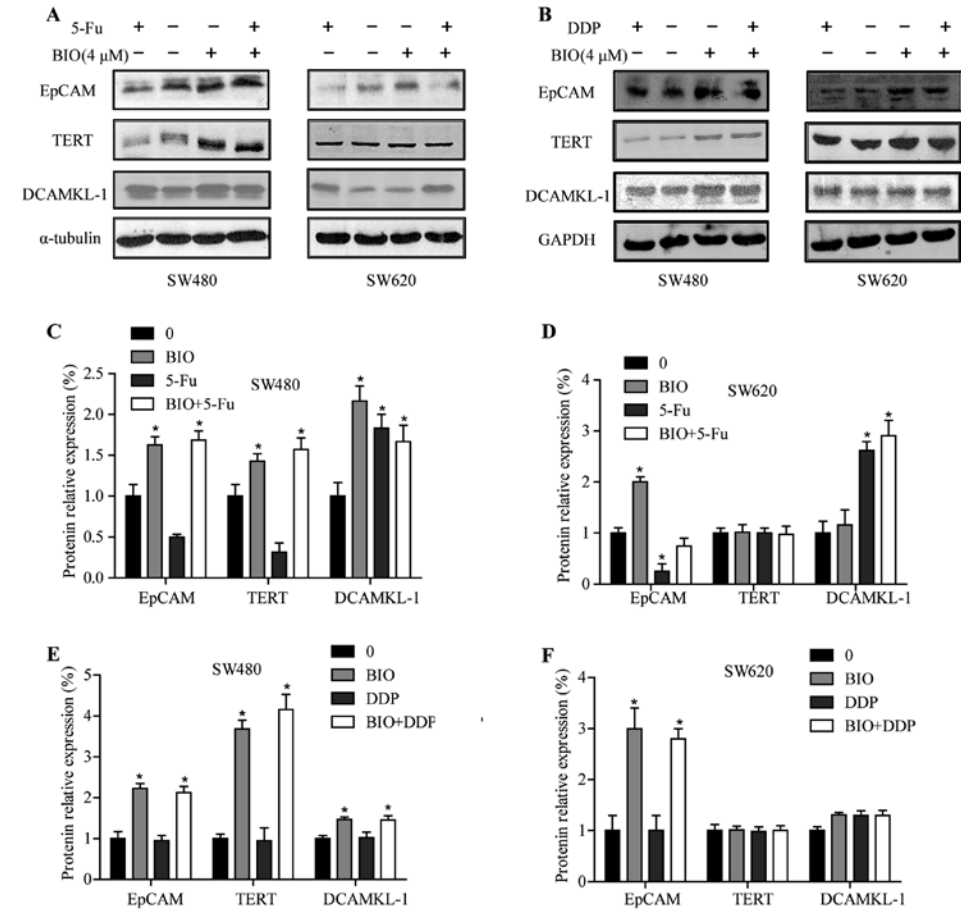 A
5-Fu + − − + + − − +
BIO(4 μM) − − + + − − + +
EpCAM
TERT
DCAMKL-1
α-tubulin
SW480 SW620
B
DDP + − − + + − − +
BIO(4 μM) − − + + − − + +
EpCAM
TERT
DCAMKL-1
GAPDH
SW480 SW620
C
0
BIO
5-Fu
BIO+5-Fu
SW480
Protenin relative expression (%)
2.5
2.0
1.5
1.0
0.5
0.0
* * * * * * *
EpCAM TERT DCAMKL-1
D
0
BIO
5-Fu
BIO+5-Fu
SW620
Protenin relative expression (%)
4
3
2
1
0
* * * *
EpCAM TERT DCAMKL-1
E
SW480
0
BIO
DDP
BIO+DDP
Protenin relative expression (%)
5
4
3
2
1
0
* * * * * *
EpCAM TERT DCAMKL-1
F
SW620
0
BIO
DDP
BIO+DDP
Protenin relative expression (%)
4
3
2
1
0
* *
EpCAM TERT DCAMKL-1